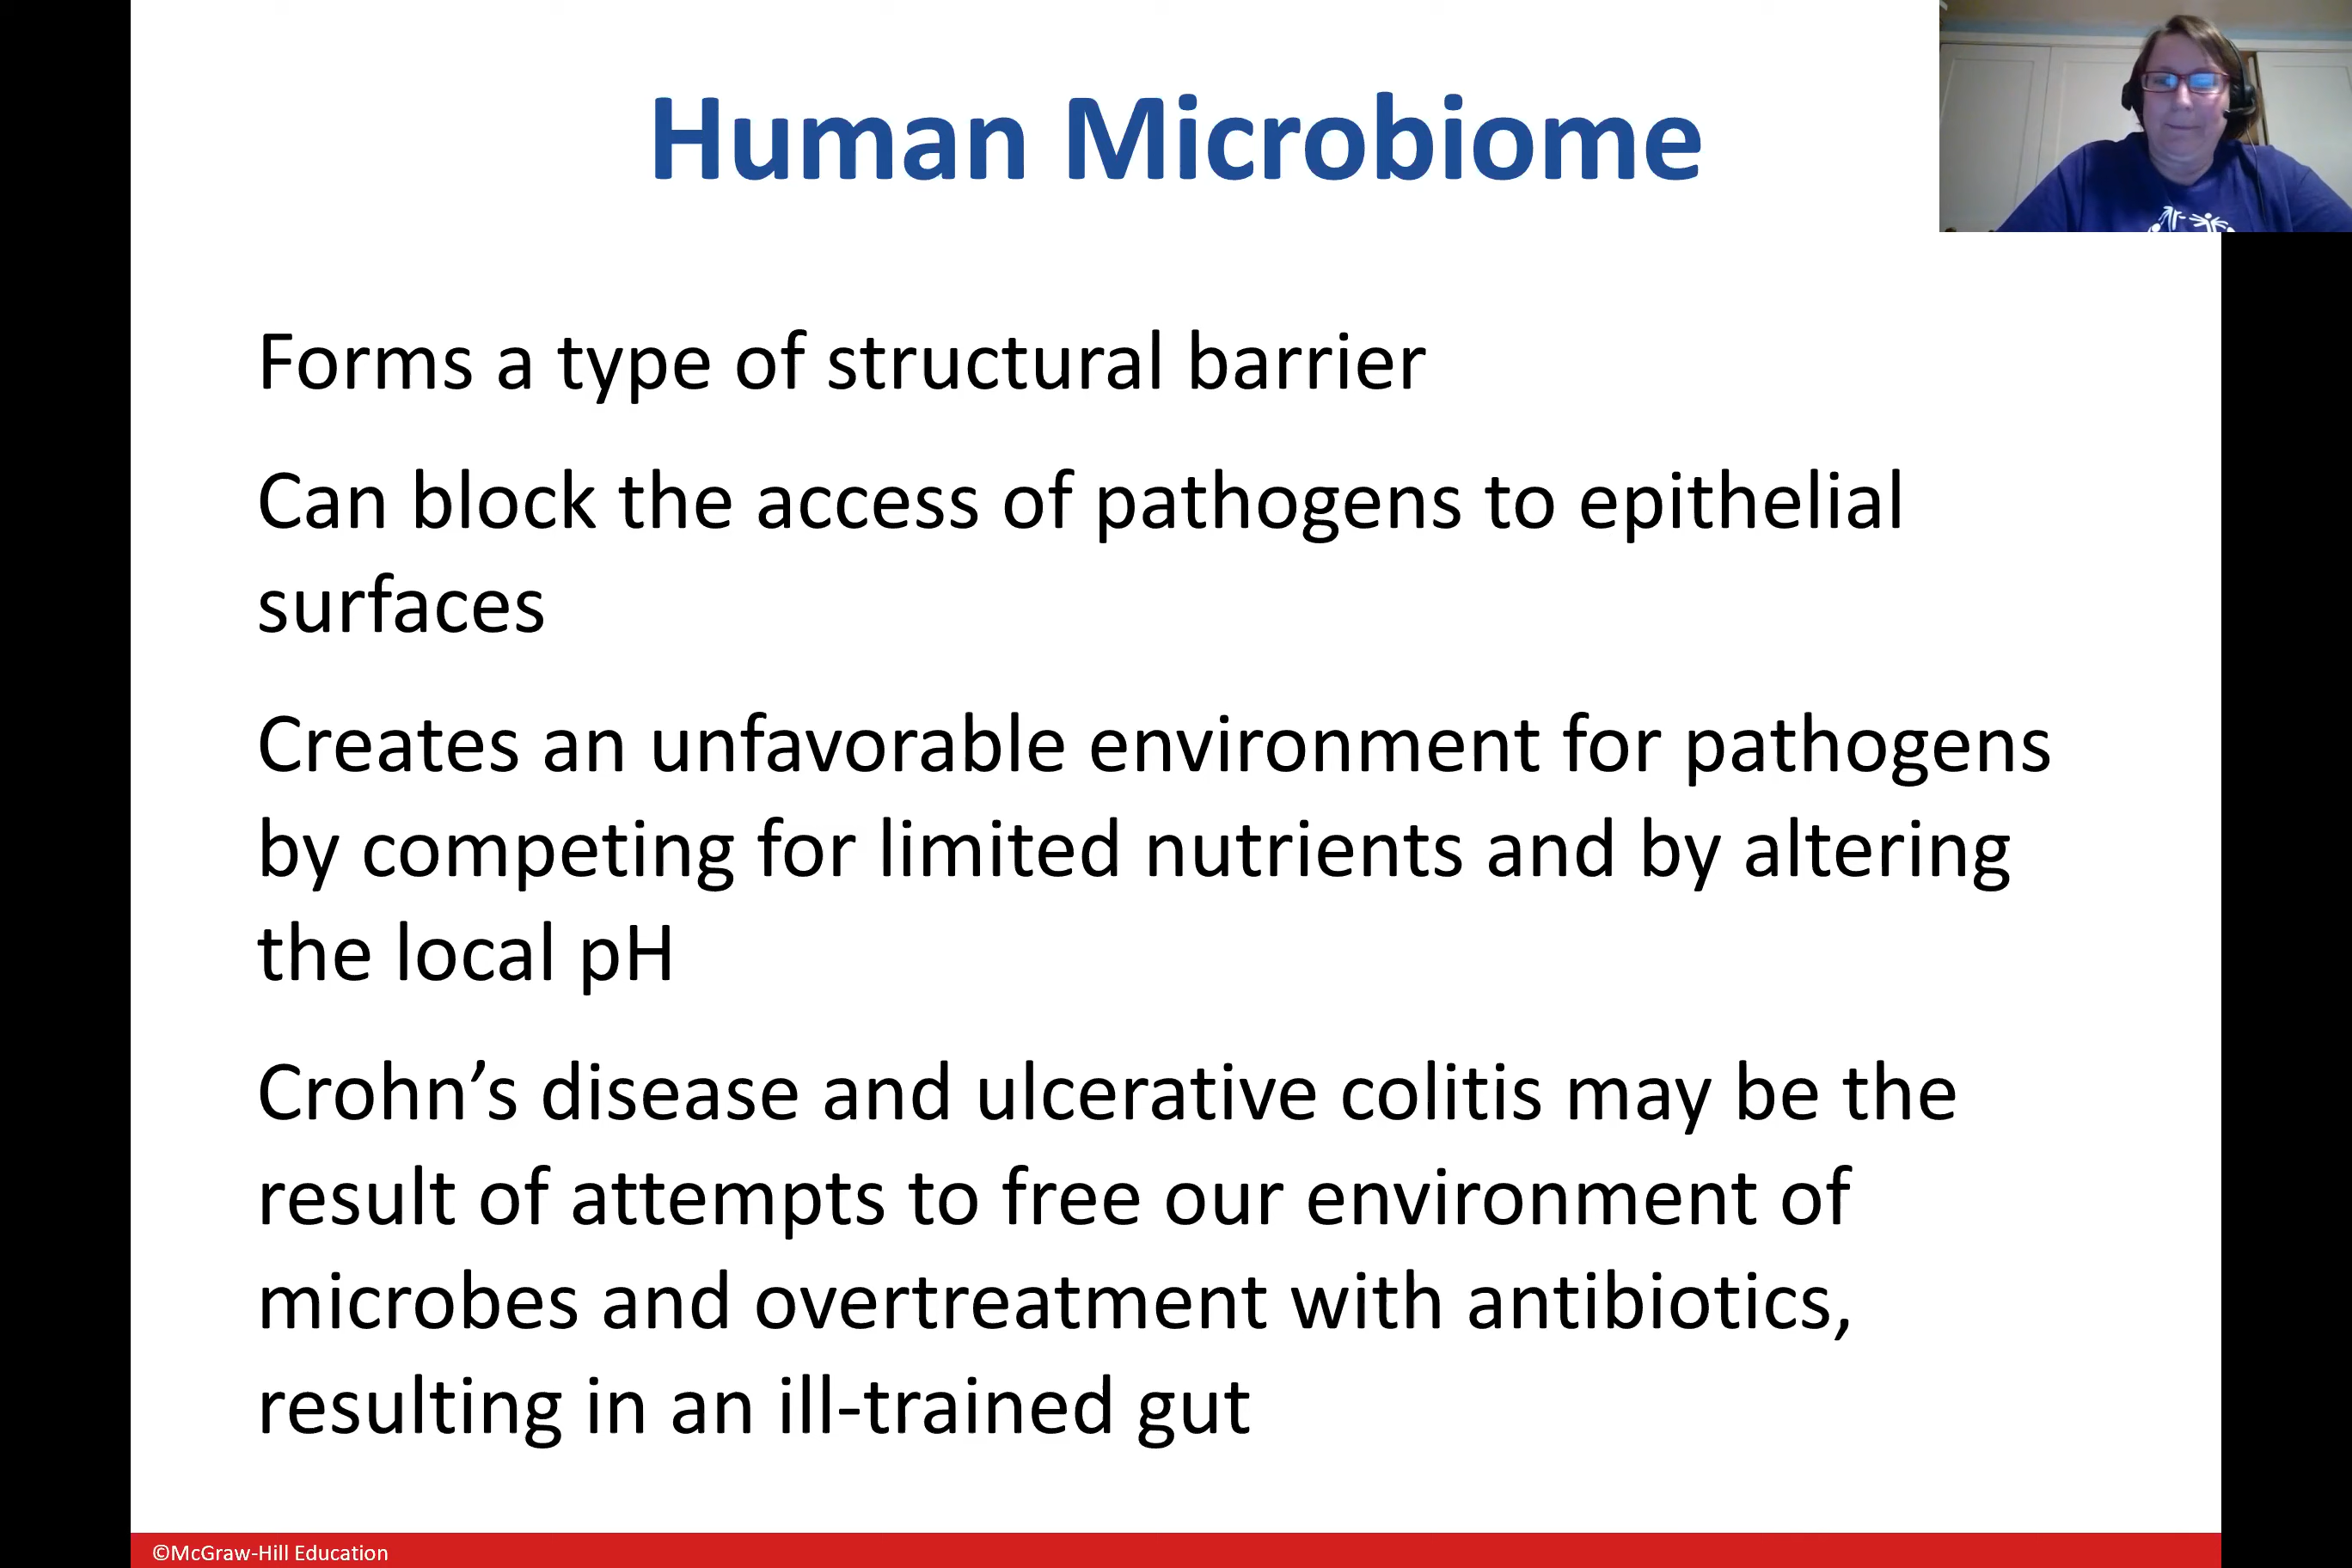 Human Microbiome
Forms a type of structural barrier
Can block the access of pathogens to epithelial
surfaces
Creates an unfavorable environment for pathogens
by competing for limited nutrients and by altering
the local pH
Crohn’s disease and ulcerative colitis may be the
result of attempts to free our environment of
microbes and overtreatment with antibiotics,
resulting in an ill-trained gut
©McGraw-Hill Education